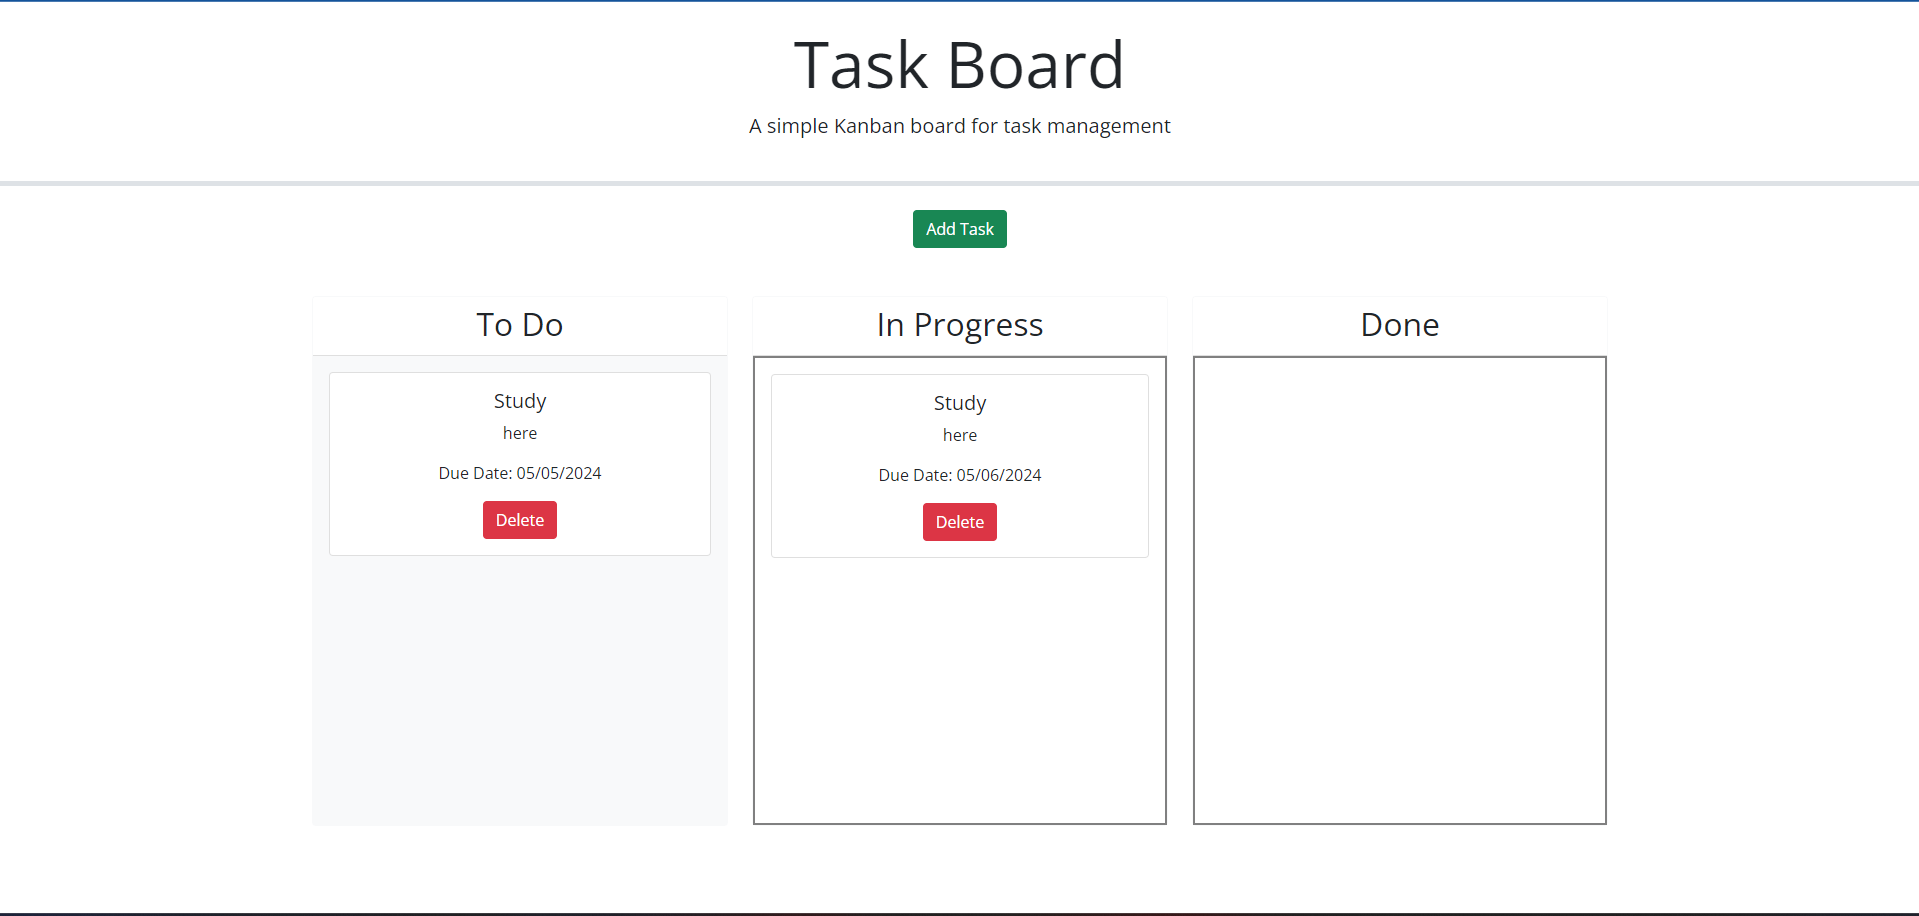 Task Board
A simple Kanban board for task management
Add Task
To Do
Study
here
Due Date: 05/05/2024
Delete
In Progress
Study
here
Due Date: 05/06/2024
Delete
Done